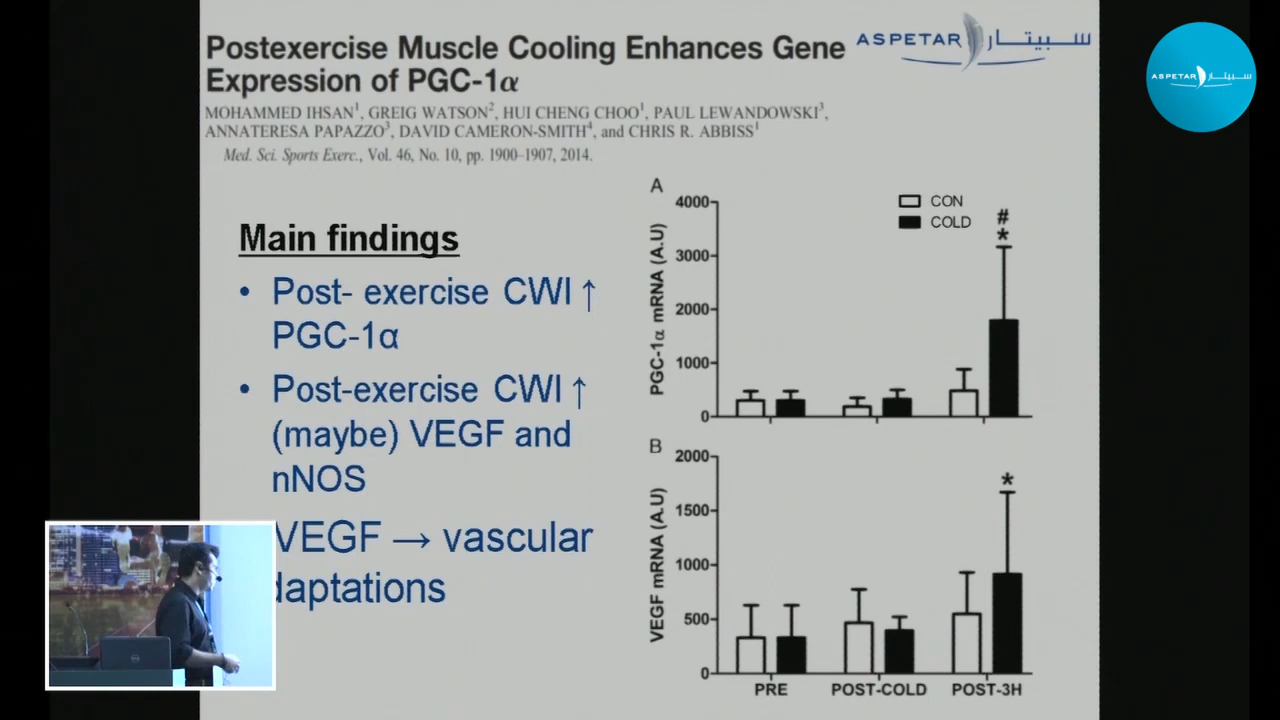 Postexercise Muscle Cooling Enhances Gene
Expression of PGC-1α
ASPETAR سبيتار
ASPETAR سبيتار
MOHAMMED IHSAN¹, GREIG WATSON², HUI CHENG CHOO¹, PAUL LEWANDOWSKI³,
ANNATERESA PAPAZZO³, DAVID CAMERON-SMITH⁴, and CHRIS R. ABBISS¹
Med. Sci. Sports Exerc., Vol. 46, No. 10, pp. 1900–1907, 2014.
Main findings
• Post- exercise CWI ↑
PGC-1α
• Post-exercise CWI ↑
(maybe) VEGF and
nNOS
VEGF → vascular
daptations
A
PGC-1α mRNA (A.U)
4000
3000
2000
1000
0
CON
COLD
#
*
B
VEGF mRNA (A.U)
2000
1500
1000
500
0
*
PRE POST-COLD POST-3H